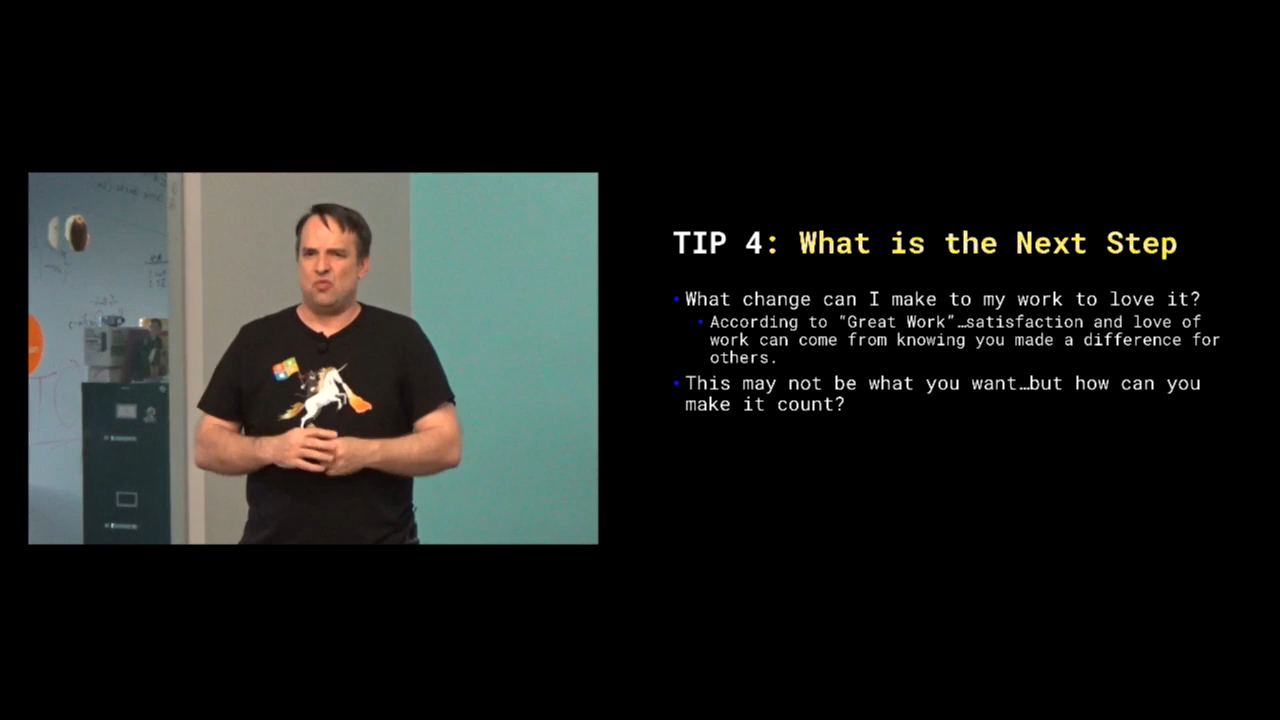 TIP 4: What is the Next Step
• What change can I make to my work to love it?
• According to “Great Work”…satisfaction and love of
work can come from knowing you made a difference for
others.
• This may not be what you want…but how can you
make it count?